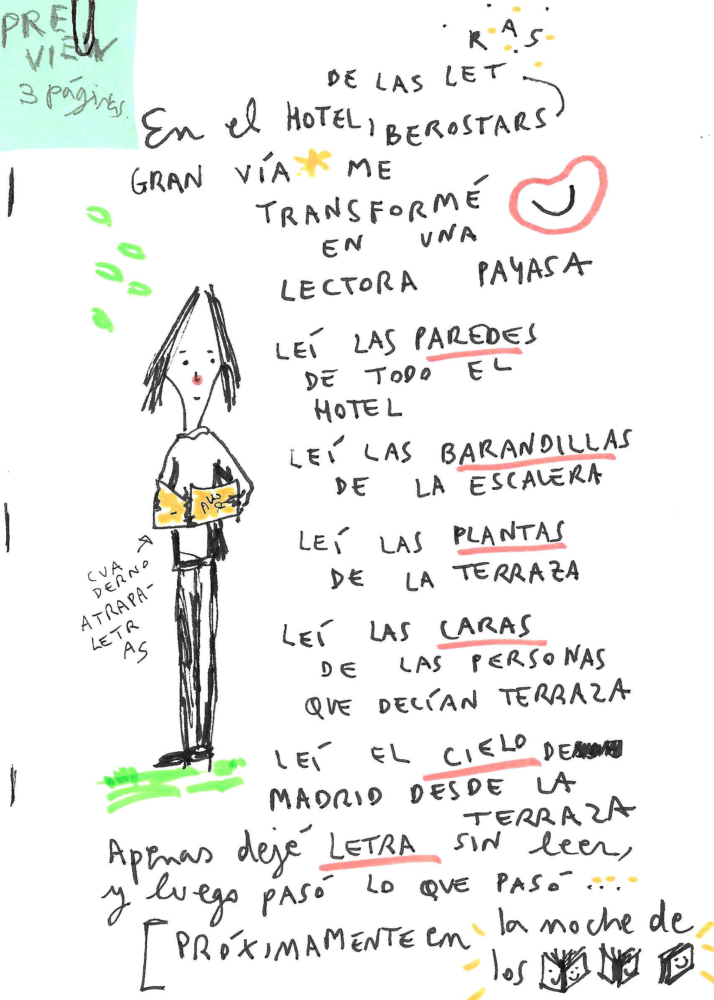 PRE
VIEW
3 páginas.
R A S
DE LAS LET
En el HOTEL IBEROSTARS
GRAN VÍA ME
TRANSFORMÉ
EN UNA
LECTORA PAYASA
LEÍ LAS PAREDES
DE TODO EL
HOTEL
LEÍ LAS BARANDILLAS
DE LA ESCALERA
LEÍ LAS PLANTAS
DE LA TERRAZA
CUA
DERNO
ATRAPA-
LETR
AS
LEÍ LAS CARAS
DE LAS PERSONAS
QUE DECÍAN TERRAZA
LEÍ EL CIELO DE
MADRID DESDE LA
TERRAZA
Apenas dejé LETRA SIN leer,
y luego PASÓ LO QUE PASÓ ...
[PRÓXIMAMENTE en la noche de
los